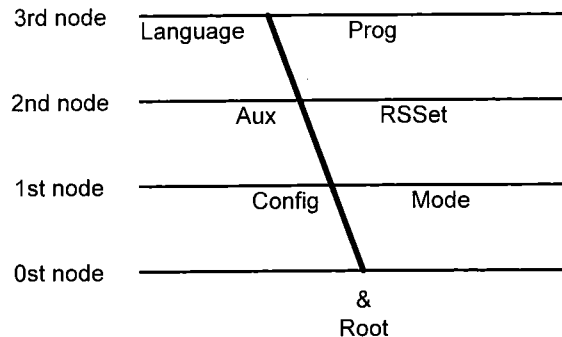 3rd node
Language Prog
2nd node
Aux RSSet
1st node
Config Mode
0st node
&
Root